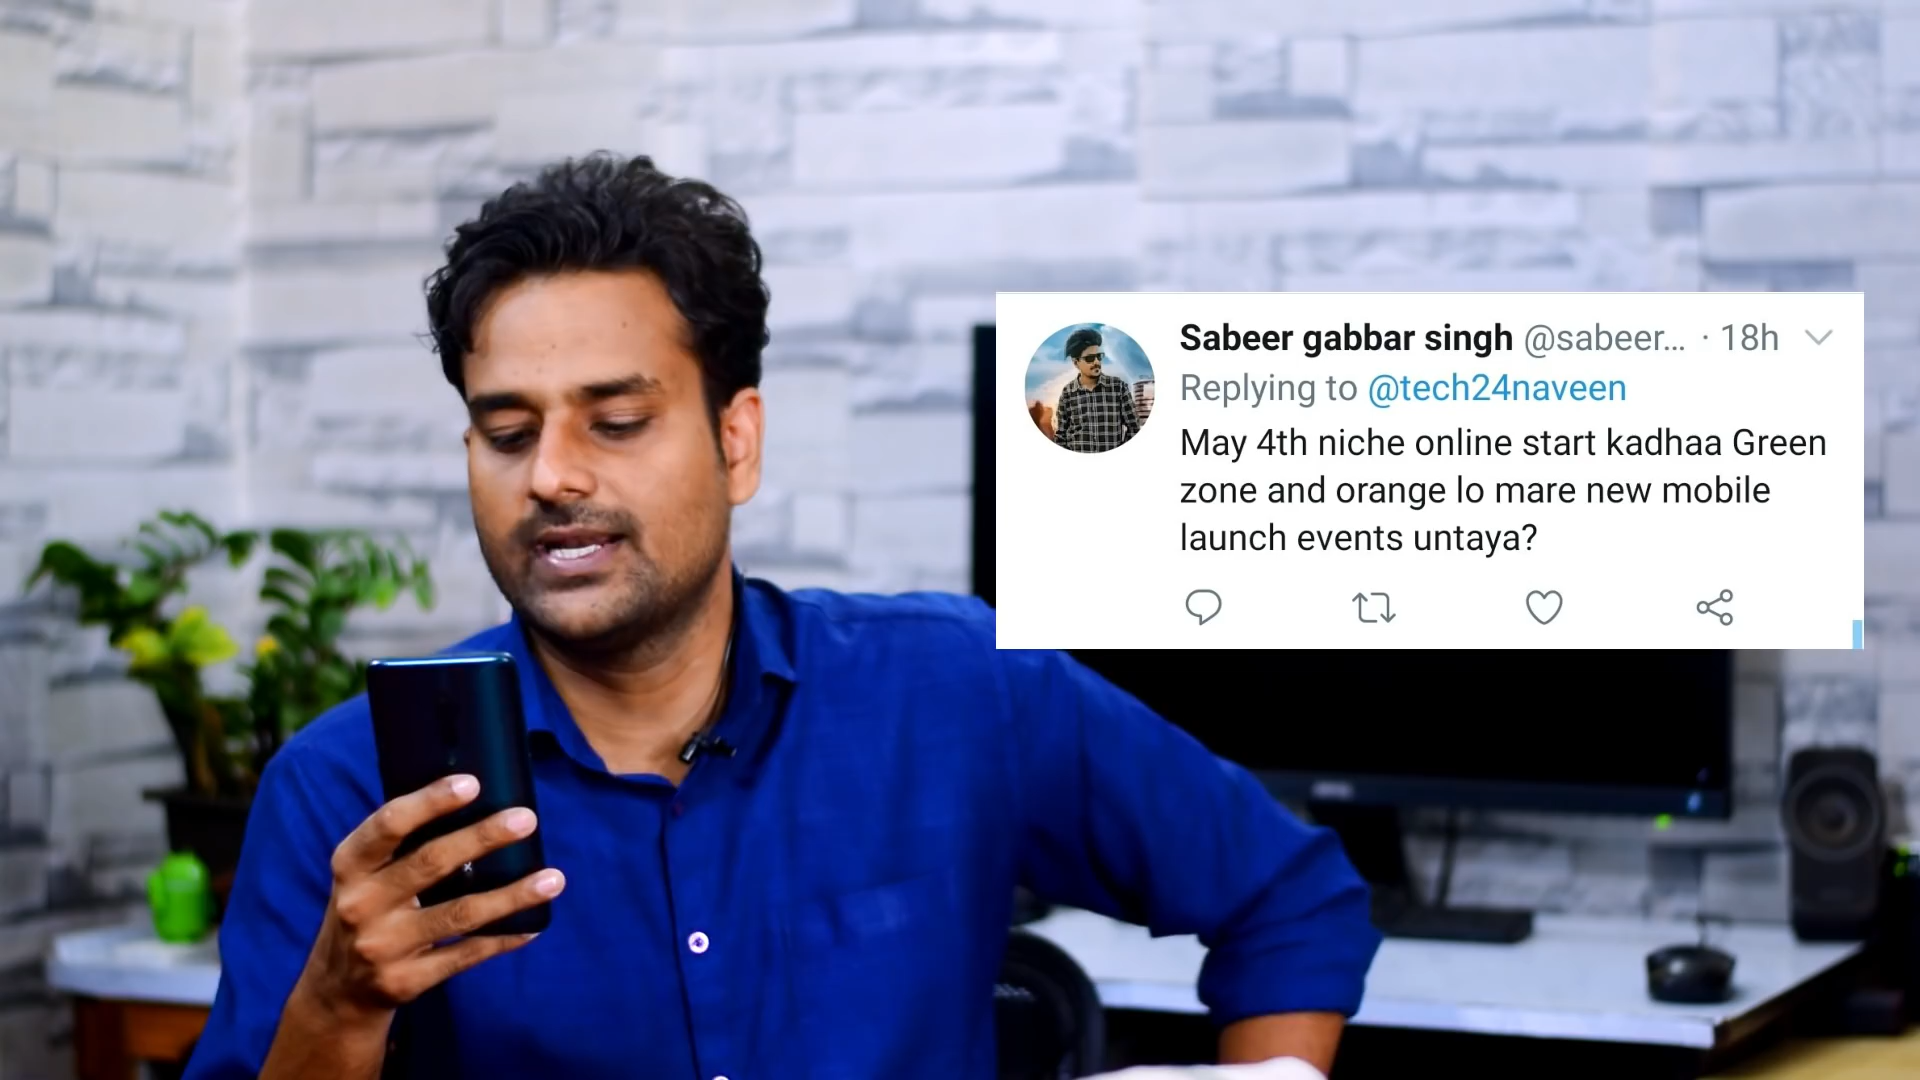 Sabeer gabbar singh @sabeer... · 18h
Replying to @tech24naveen
May 4th niche online start kadhaa Green
zone and orange lo mare new mobile
launch events untaya?